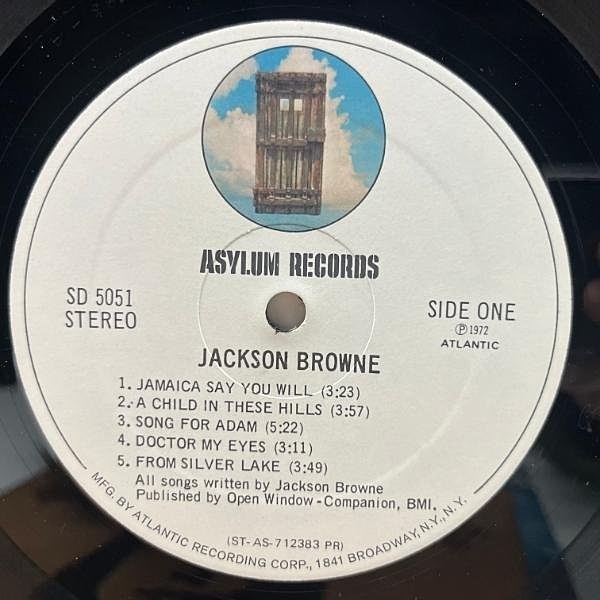 ASYLUM RECORDS
SD 5051
STEREO
SIDE ONE
Ⓟ 1972
ATLANTIC
JACKSON BROWNE
1. JAMAICA SAY YOU WILL (3:23)
2. A CHILD IN THESE HILLS (3:57)
3. SONG FOR ADAM (5:22)
4. DOCTOR MY EYES (3:11)
5. FROM SILVER LAKE (3:49)
All songs written by Jackson Browne
Published by Open Window-Companion, BMI.
(ST-AS-712383 PR)
MFG. BY ATLANTIC RECORDING CORP., 1841 BROADWAY, N.Y., N.Y.